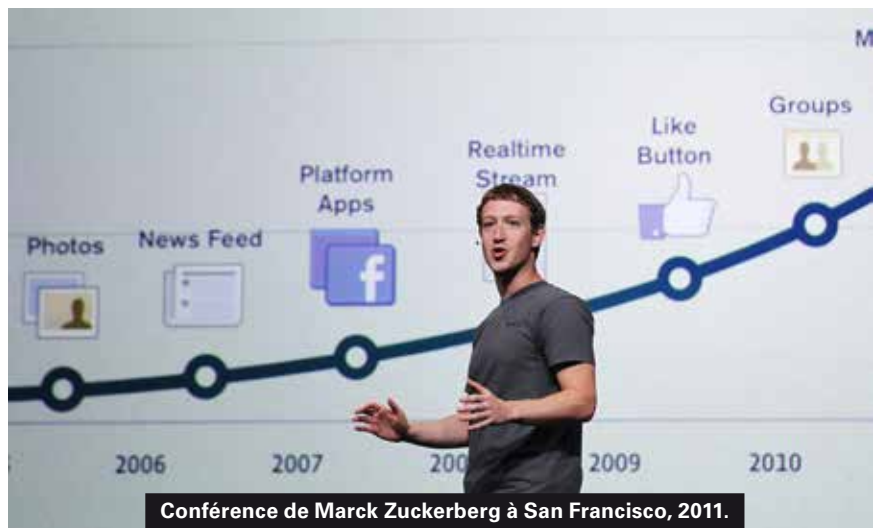 M
Groups
Like
Button
Realtime
Stream
Platform
Apps
News Feed
Photos
f
2006
2007
200
2009
2010
Conférence de Marck Zuckerberg à San Francisco, 2011.